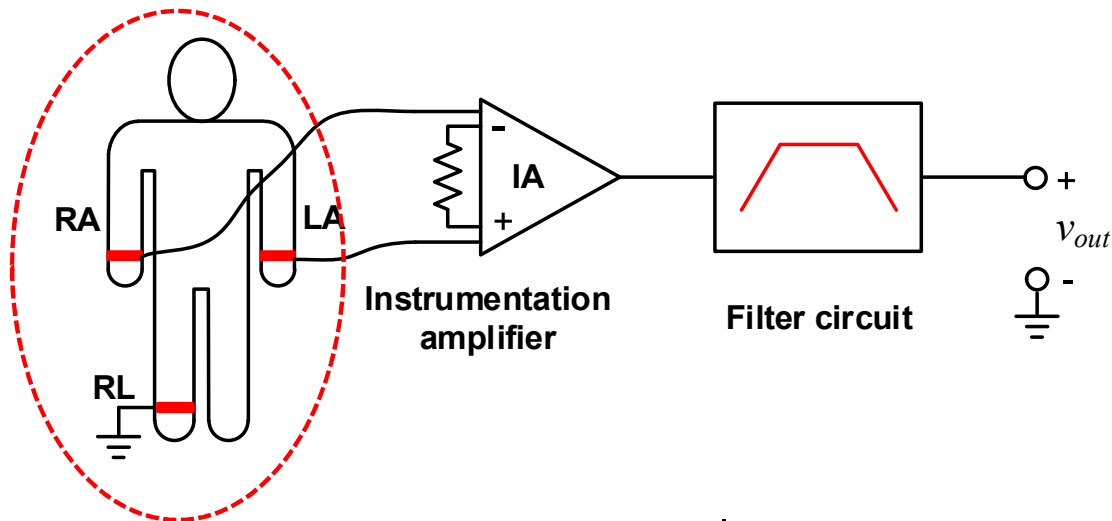 RA
LA
RL
-
+
IA
Instrumentation
amplifier
Filter circuit
+
v_out
-